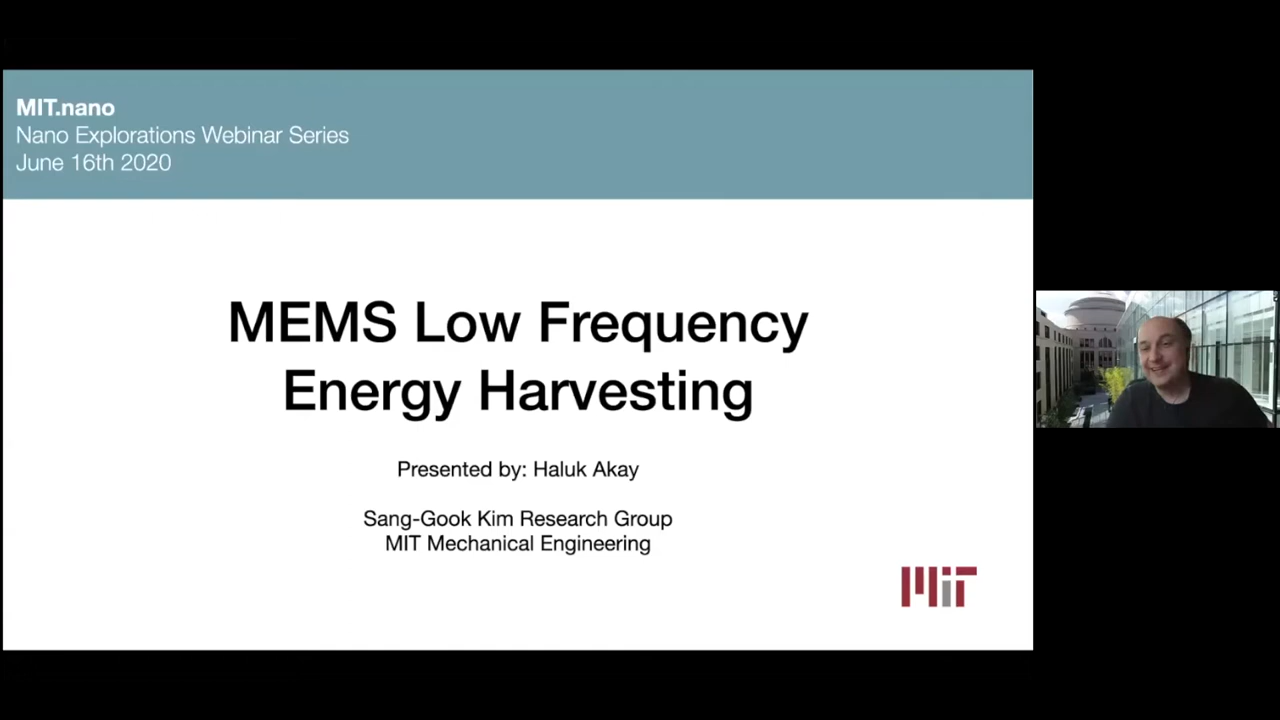 MIT.nano
Nano Explorations Webinar Series
June 16th 2020
MEMS Low Frequency
Energy Harvesting
Presented by: Haluk Akay
Sang-Gook Kim Research Group
MIT Mechanical Engineering
MIT